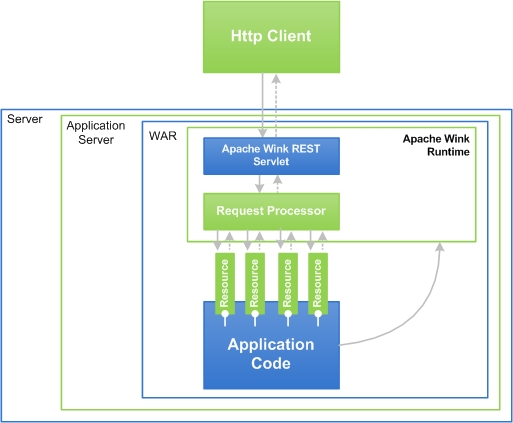 Http Client
Server
Application
Server
WAR
Apache Wink
Runtime
Apache Wink REST
Servlet
Request Processor
Resource
Resource
Resource
Resource
Application
Code